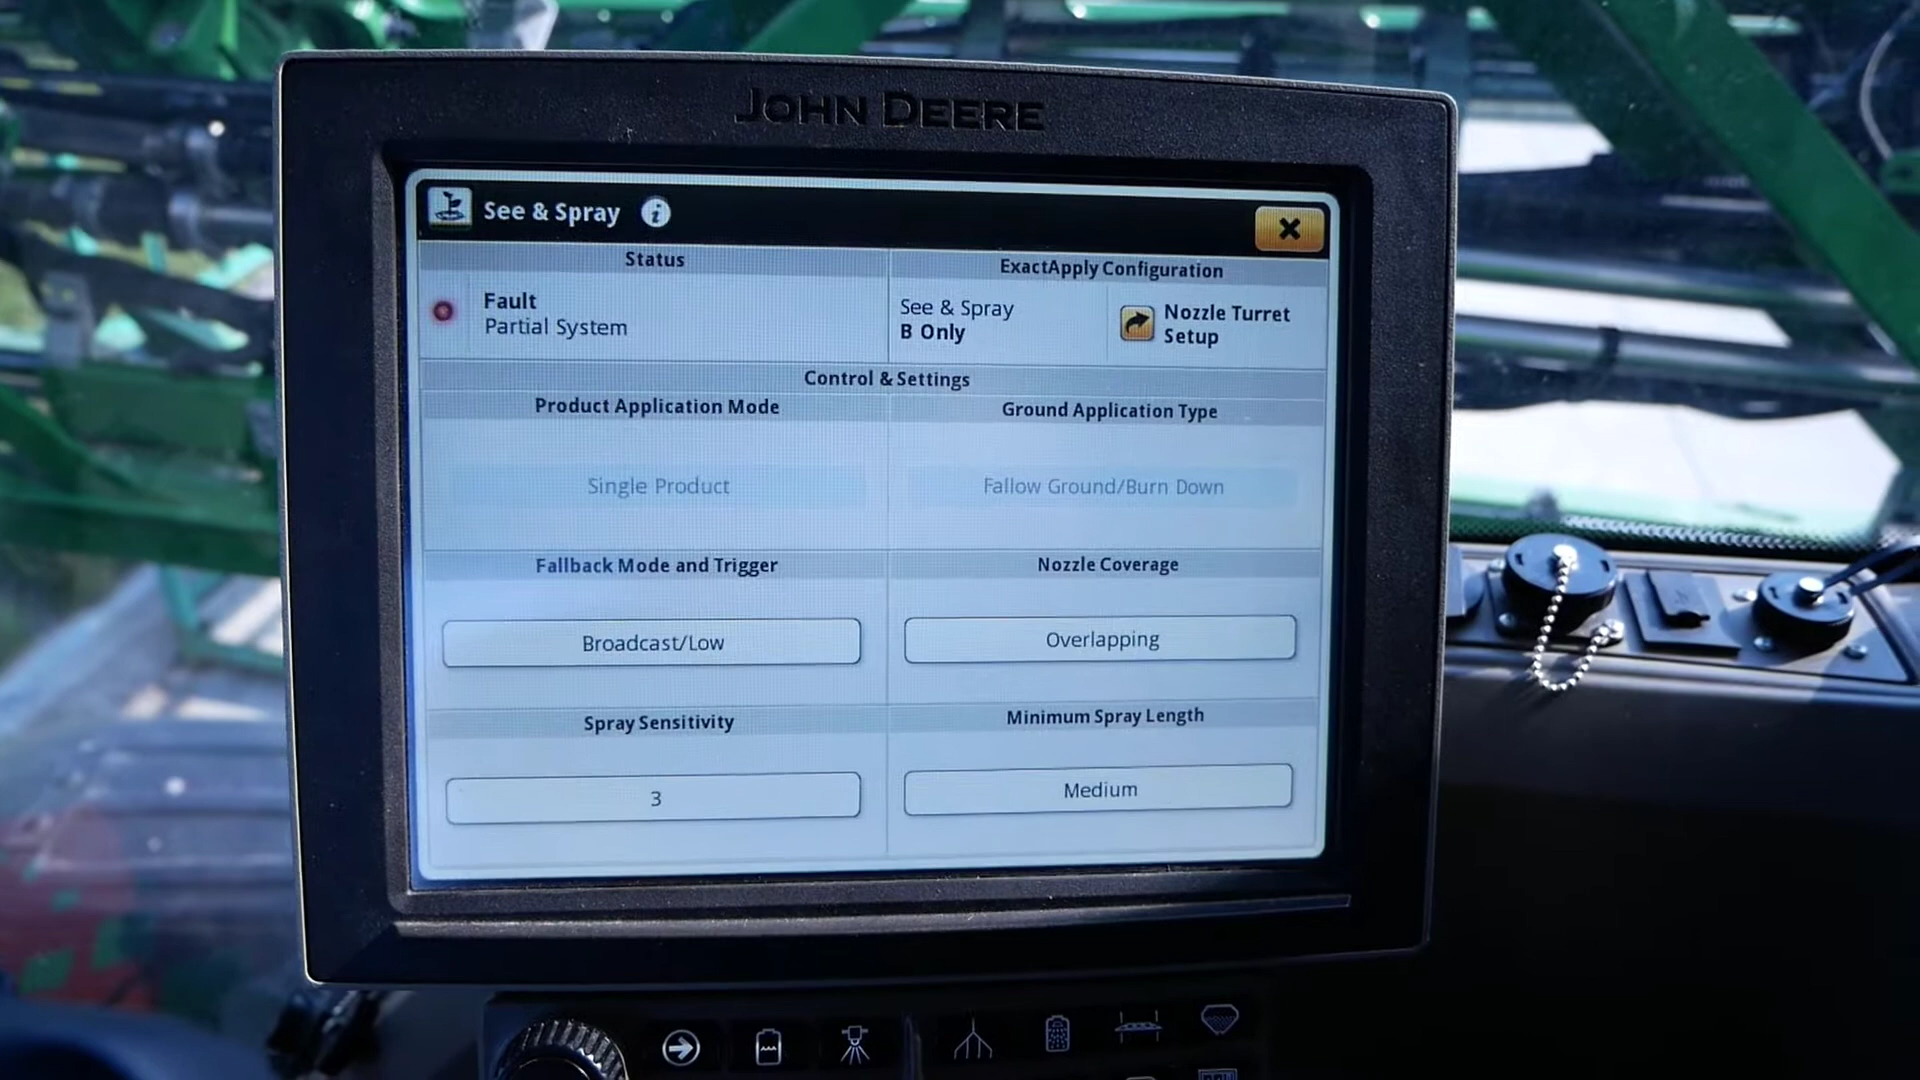 JOHN DEERE
See & Spray
Status
Fault
Partial System
ExactApply Configuration
See & Spray
B Only
Nozzle Turret
Setup
Control & Settings
Product Application Mode
Ground Application Type
Single Product
Fallow Ground/Burn Down
Fallback Mode and Trigger
Nozzle Coverage
Broadcast/Low
Overlapping
Spray Sensitivity
Minimum Spray Length
3
Medium